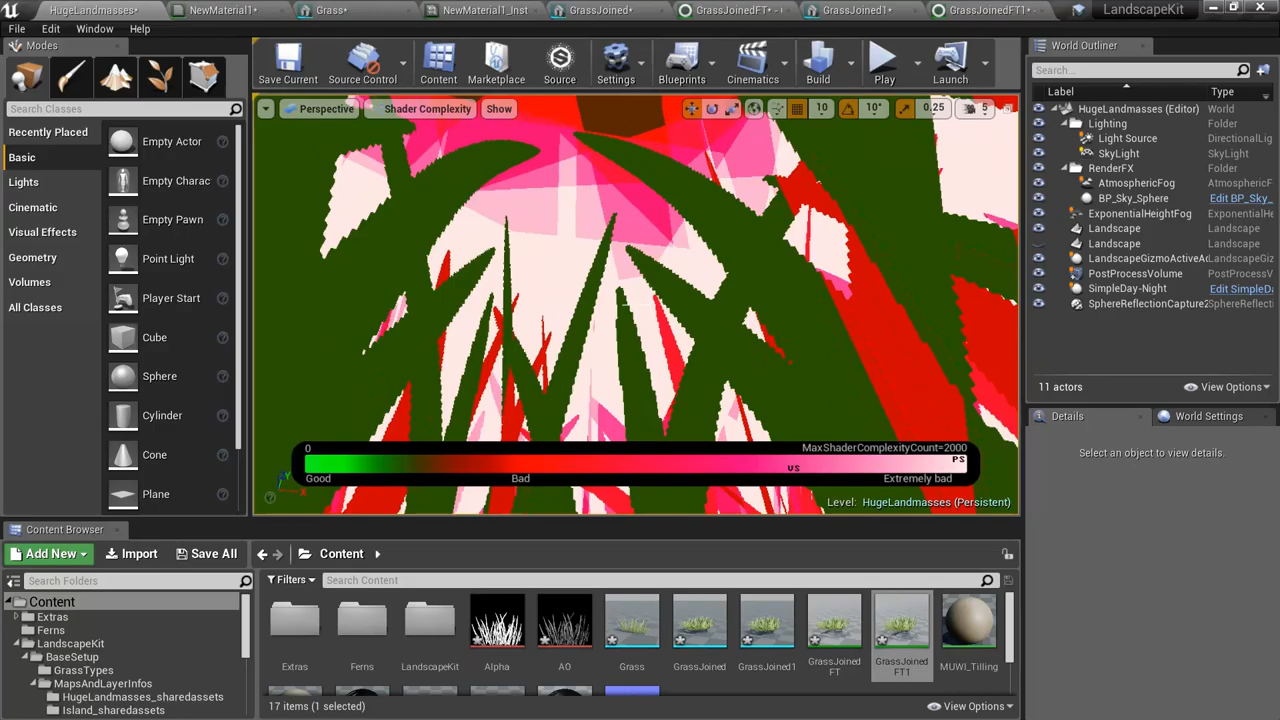 HugeLandmasses*
NewMaterial1*
Grass*
NewMaterial1_Inst
GrassJoined*
GrassJoinedFT*
GrassJoined1*
GrassJoinedFT1*
LandscapeKit
File
Edit
Window
Help
Modes
Search Classes
Recently Placed
Basic
Lights
Cinematic
Visual Effects
Geometry
Volumes
All Classes
Empty Actor
Empty Charac
Empty Pawn
Point Light
Player Start
Cube
Sphere
Cylinder
Cone
Plane
Save Current
Source Control
Content
Marketplace
Source
Settings
Blueprints
Cinematics
Build
Play
Launch
Perspective
Shader Complexity
Show
10
10°
0.25
5
0
MaxShaderComplexityCount=2000
PS
VS
Good
Bad
Extremely bad
Level: HugeLandmasses (Persistent)
World Outliner
Search...
Label
Type
HugeLandmasses (Editor)
World
Lighting
Folder
Light Source
DirectionalLig
SkyLight
SkyLight
RenderFX
Folder
AtmosphericFog
AtmosphericF
BP_Sky_Sphere
Edit BP_Sky_
ExponentialHeightFog
Exponential
Landscape
Landscape
Landscape
Landscape
LandscapeGizmoActiveAc
LandscapeGiz
PostProcessVolume
PostProcessV
SimpleDay-Night
Edit SimpleDa
SphereReflectionCapture2
SphereReflecti
11 actors
View Options
Details
World Settings
Select an object to view details.
Content Browser
Add New
Import
Save All
Content
Search Folders
Filters
Search Content
Content
Extras
Ferns
LandscapeKit
BaseSetup
GrassTypes
MapsAndLayerInfos
HugeLandmasses_sharedassets
Island_sharedassets
Extras
Ferns
LandscapeKit
Alpha
AO
Grass
GrassJoined
GrassJoined1
GrassJoined
FT
GrassJoined
FT1
MUWI_Tilling
17 items (1 selected)
View Options